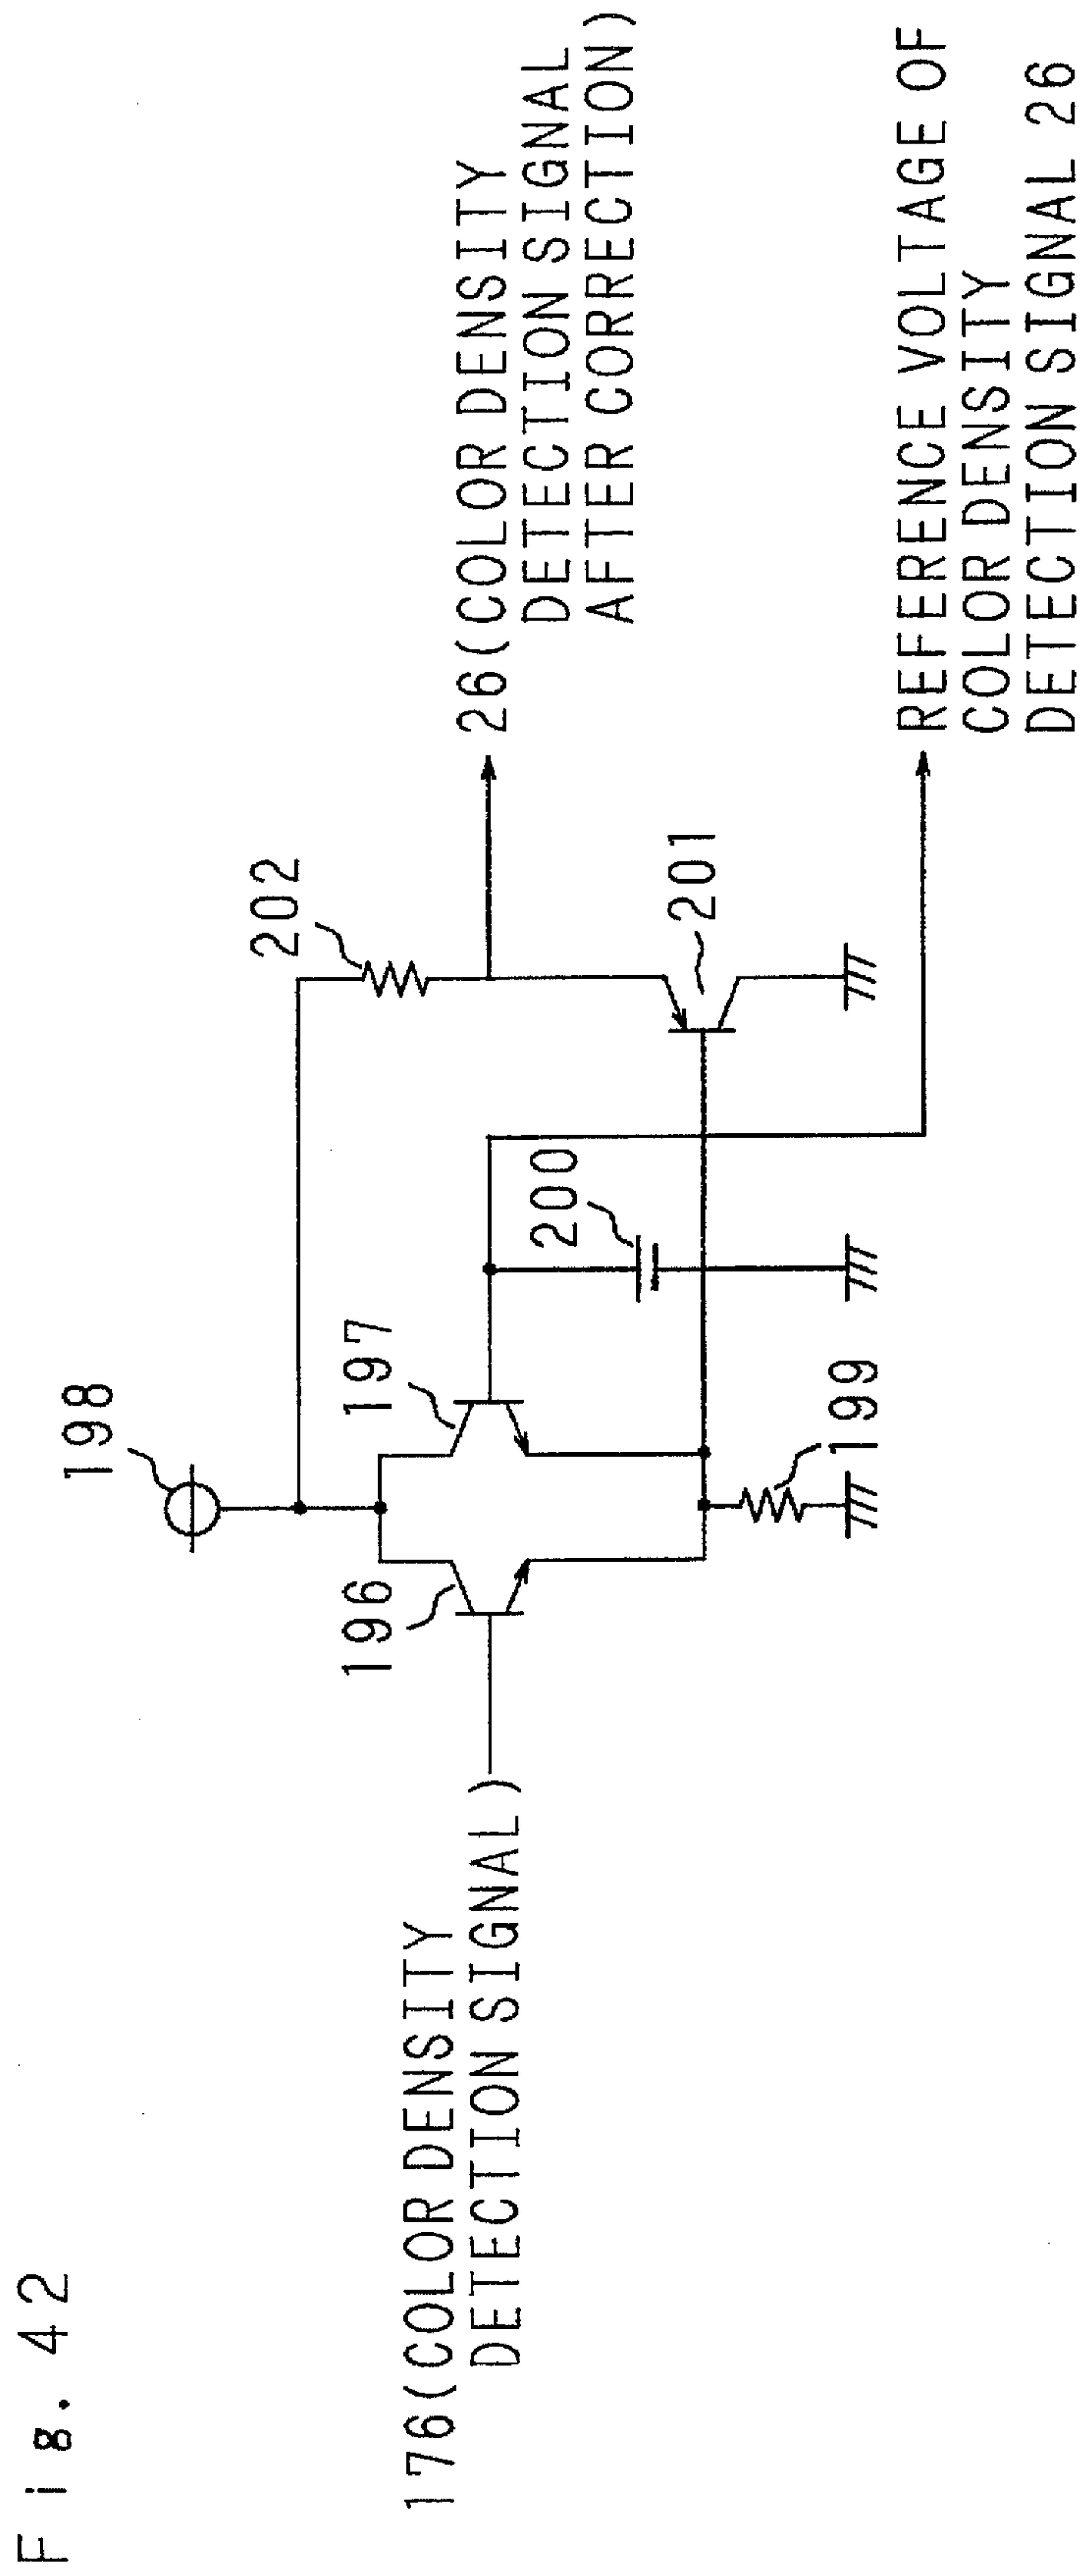 Fig. 42
198
202
196
197
176(COLOR DENSITY
DETECTION SIGNAL)
200
26(COLOR DENSITY
DETECTION SIGNAL
AFTER CORRECTION)
201
199
REFERENCE VOLTAGE OF
COLOR DENSITY
DETECTION SIGNAL 26